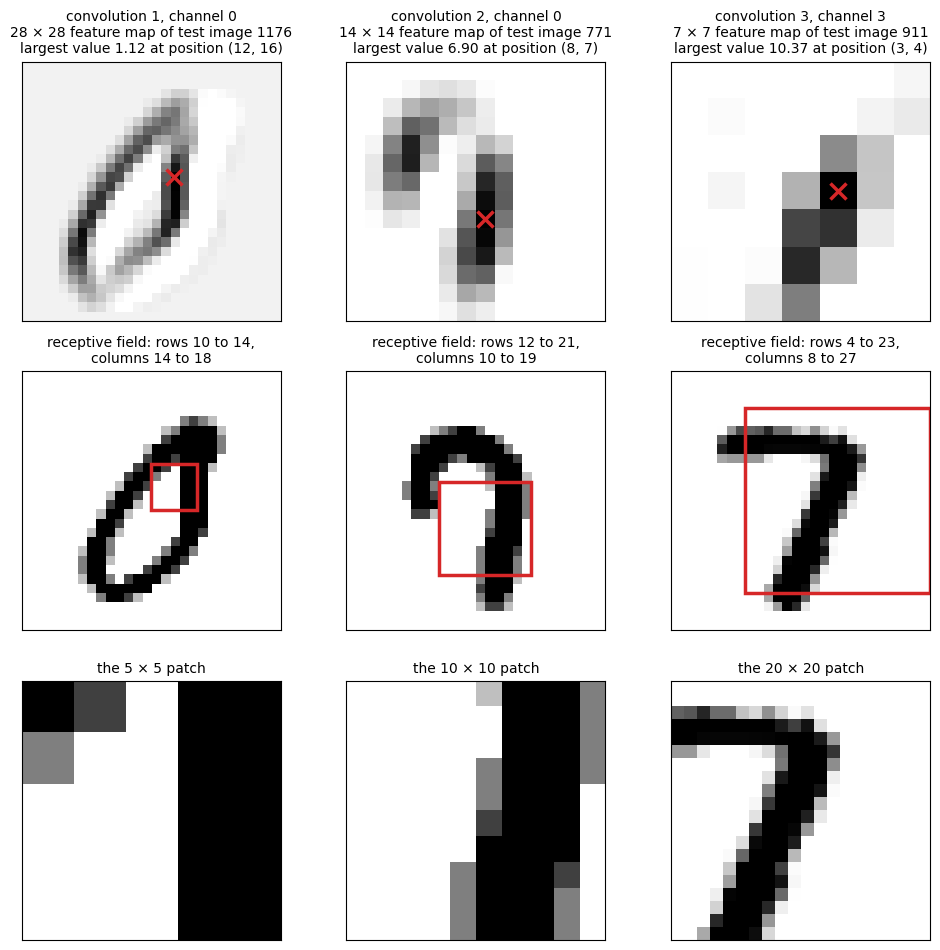 convolution 1, channel 0
28 × 28 feature map of test image 1176
largest value 1.12 at position (12, 16)
convolution 2, channel 0
14 × 14 feature map of test image 771
largest value 6.90 at position (8, 7)
convolution 3, channel 3
7 × 7 feature map of test image 911
largest value 10.37 at position (3, 4)
receptive field: rows 10 to 14,
columns 14 to 18
receptive field: rows 12 to 21,
columns 10 to 19
receptive field: rows 4 to 23,
columns 8 to 27
the 5 × 5 patch
the 10 × 10 patch
the 20 × 20 patch